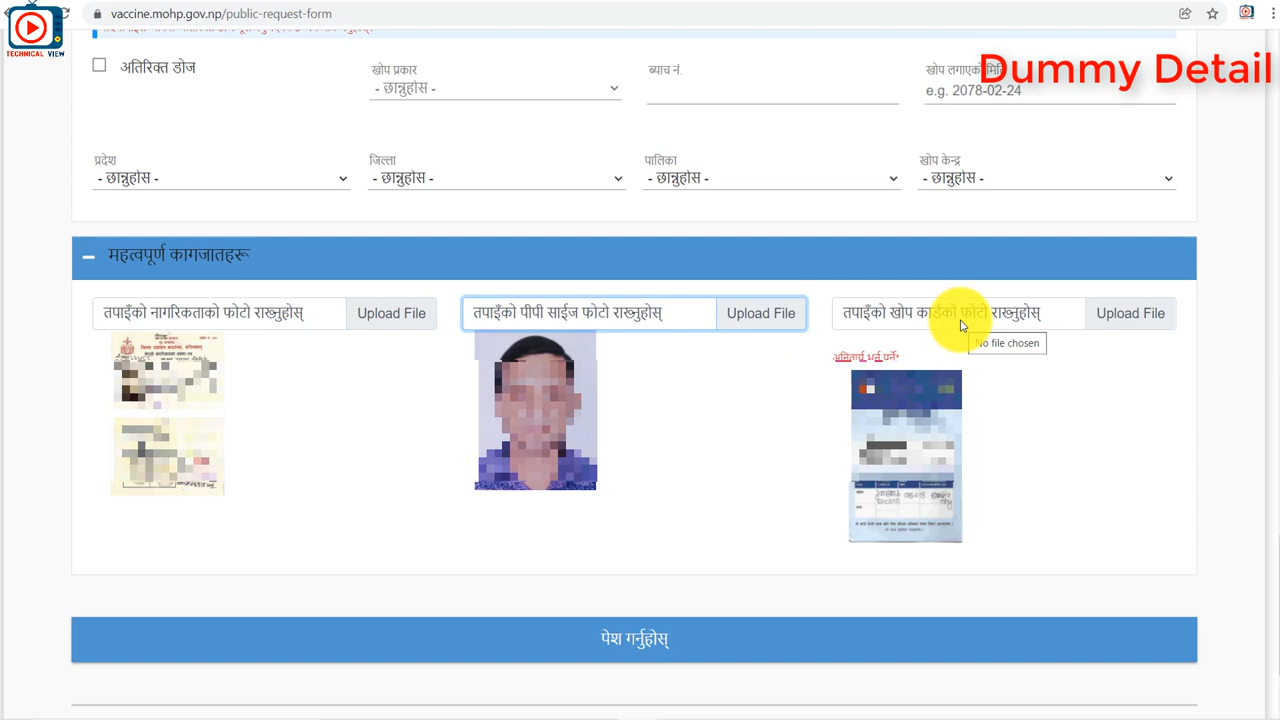 vaccine.mohp.gov.np/public-request-form
TECHNICAL VIEW
Dummy Detail
अतिरिक्त डोज
खोप प्रकार
- छान्नुहोस -
ब्याच नं.
खोप लगाएको मिति
e.g. 2078-02-24
प्रदेश
- छान्नुहोस -
जिल्ला
- छान्नुहोस -
पालिका
- छान्नुहोस -
खोप केन्द्र
- छान्नुहोस -
महत्वपूर्ण कागजातहरू
तपाइँको नागरिकताको फोटो राख्नुहोस् Upload File
तपाइँको पीपी साईज फोटो राख्नुहोस् Upload File
तपाइँको खोप कार्डको फोटो राख्नुहोस् Upload File
No file chosen
अनिवार्य भर्नु पर्ने*
पेश गर्नुहोस्